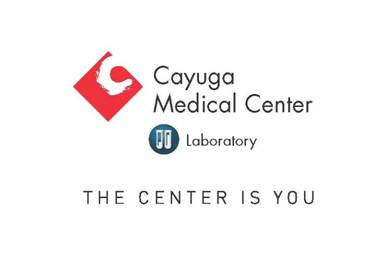 Cayuga
Medical Center
Laboratory
THE CENTER IS YOU